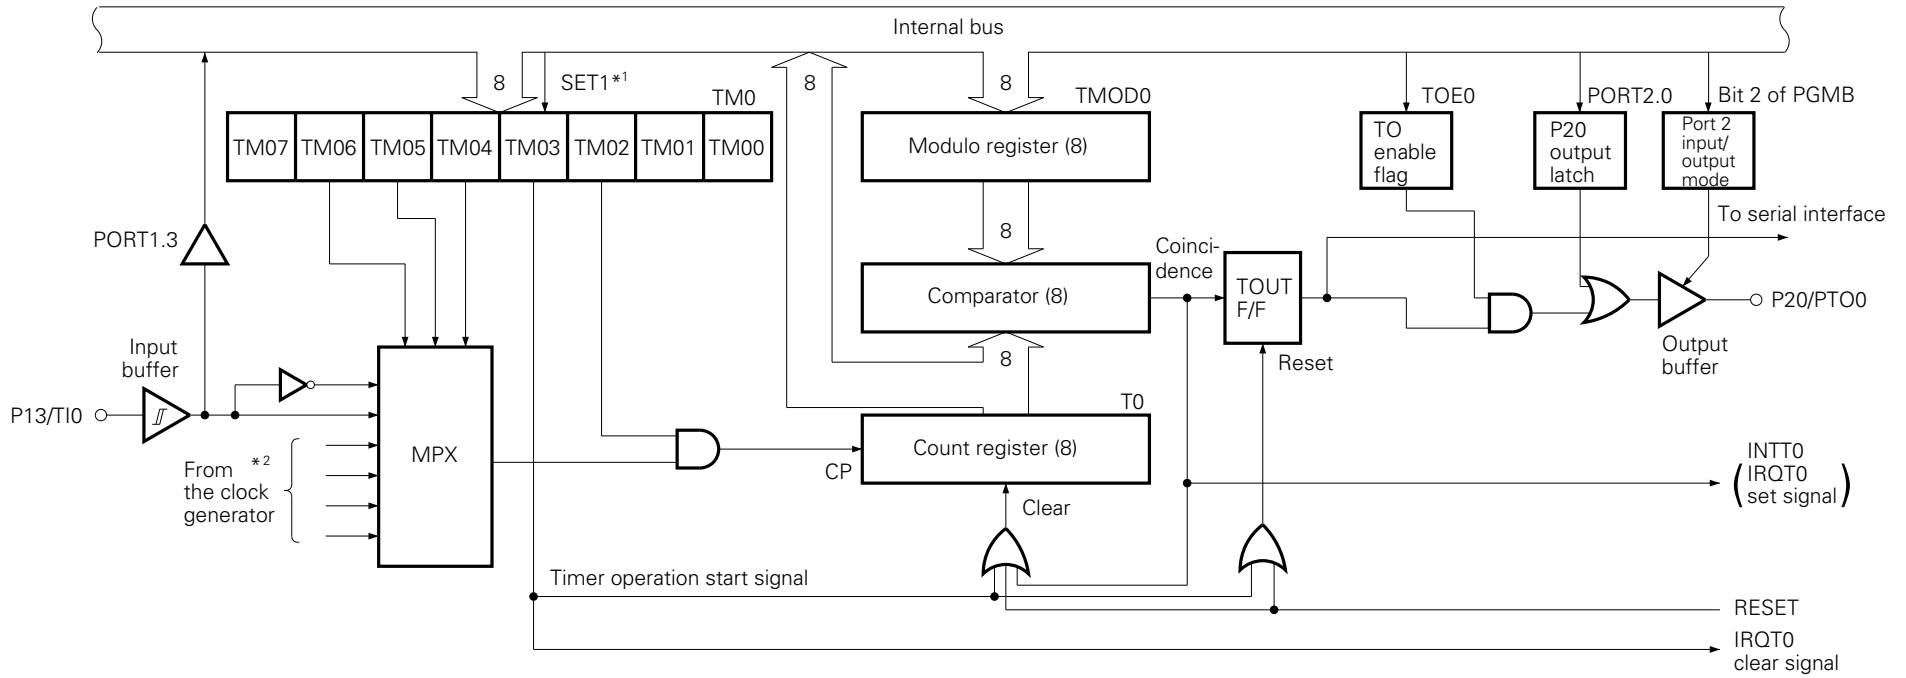 Internal bus
8
SET1*1
TM0
8
8
TMOD0
TOE0
PORT2.0
Bit 2 of PGMB
TM07
TM06
TM05
TM04
TM03
TM02
TM01
TM00
Modulo register (8)
TO
enable
flag
P20
output
latch
Port 2
input/
output
mode
PORT1.3
8
To serial interface
Coinci-
dence
Comparator (8)
TOUT
F/F
P20/PTO0
Input
buffer
8
Reset
Output
buffer
P13/TI0
T0
MPX
Count register (8)
CP
From *2
the clock
generator
Clear
INTT0
(IRQT0
set signal)
Timer operation start signal
RESET
IRQT0
clear signal